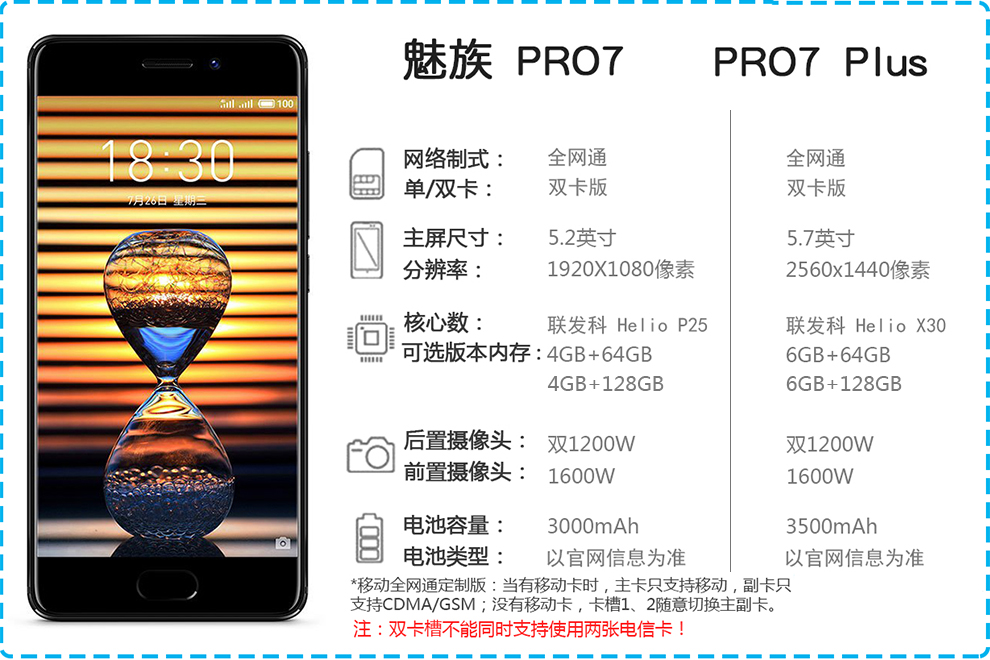 魅族 PRO7 PRO7 Plus
100
18:30
7月26日 星期三
网络制式： 全网通 全网通
单/双卡： 双卡版 双卡版
主屏尺寸： 5.2英寸 5.7英寸
分辨率： 1920X1080像素 2560x1440像素
核心数： 联发科 Helio P25 联发科 Helio X30
可选版本内存： 4GB+64GB 6GB+64GB
4GB+128GB 6GB+128GB
后置摄像头： 双1200W 双1200W
前置摄像头： 1600W 1600W
电池容量： 3000mAh 3500mAh
电池类型： 以官网信息为准 以官网信息为准
*移动全网通定制版：当有移动卡时，主卡只支持移动，副卡只
支持CDMA/GSM；没有移动卡，卡槽1、2随意切换主副卡。
注：双卡槽不能同时支持使用两张电信卡！